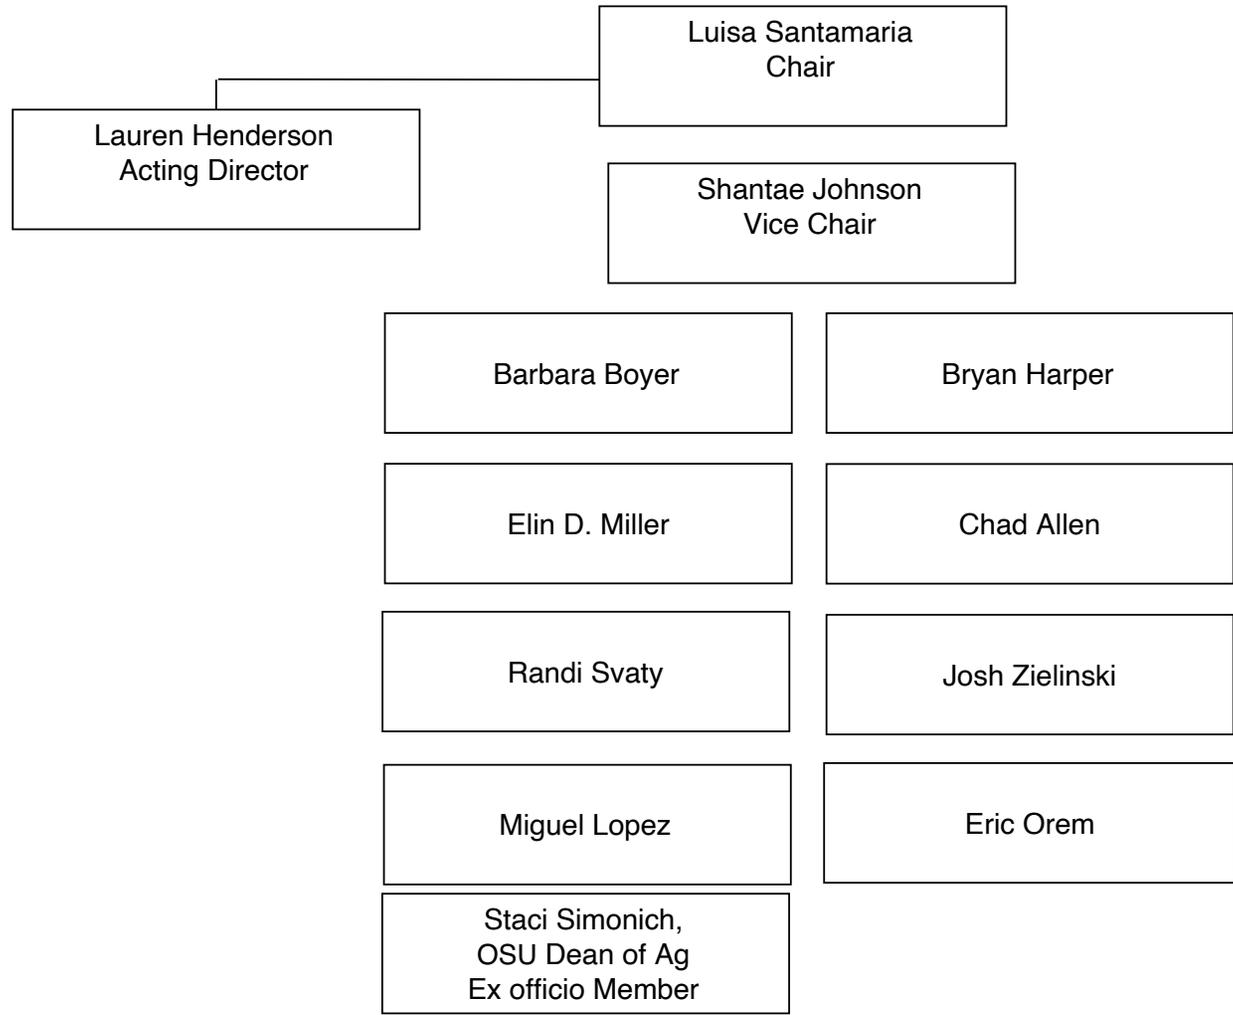 Luisa Santamaria
Chair
Lauren Henderson
Acting Director
Shantae Johnson
Vice Chair
Barbara Boyer
Bryan Harper
Elin D. Miller
Chad Allen
Randi Svaty
Josh Zielinski
Miguel Lopez
Eric Orem
Staci Simonich,
OSU Dean of Ag
Ex officio Member